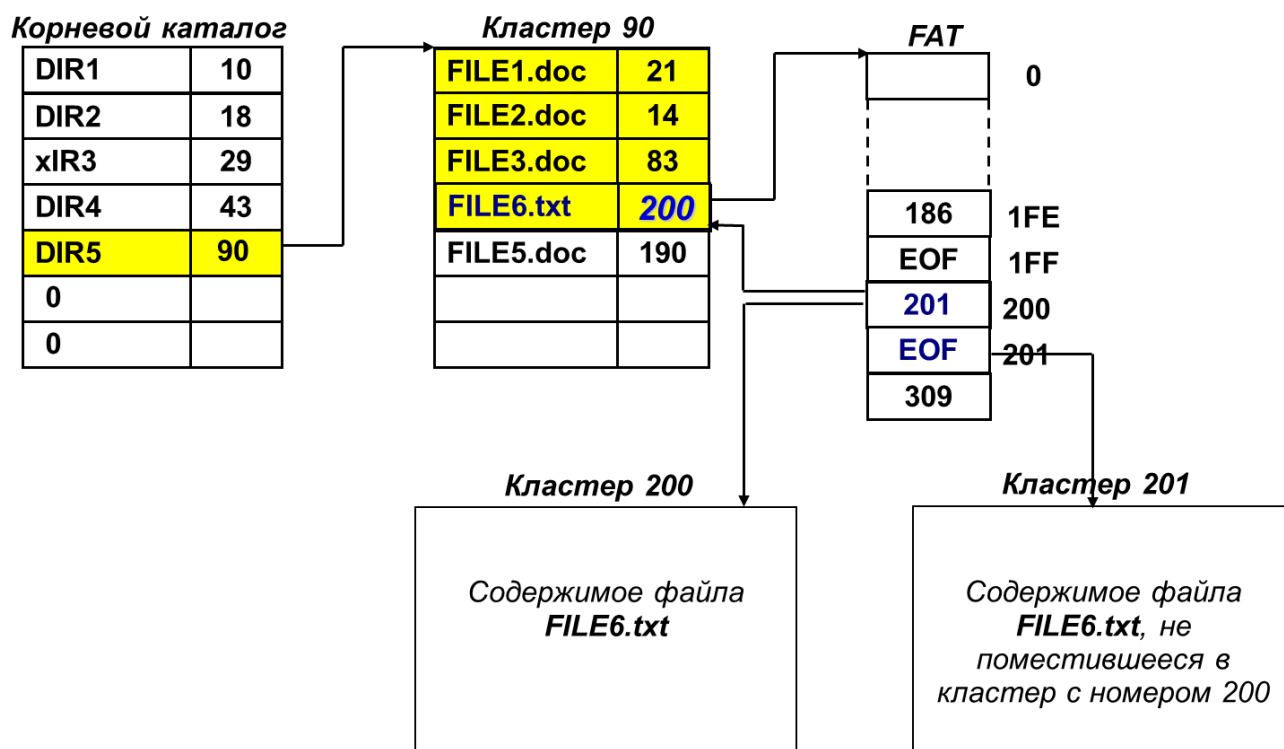 Корневой каталог
DIR1 10
DIR2 18
xIR3 29
DIR4 43
DIR5 90
0
0
Кластер 90
FILE1.doc 21
FILE2.doc 14
FILE3.doc 83
FILE6.txt 200
FILE5.doc 190
FAT
0
186 1FE
EOF 1FF
201 200
EOF 201
309
Кластер 200
Содержимое файла
FILE6.txt
Кластер 201
Содержимое файла
FILE6.txt, не
поместившееся в
кластер с номером 200